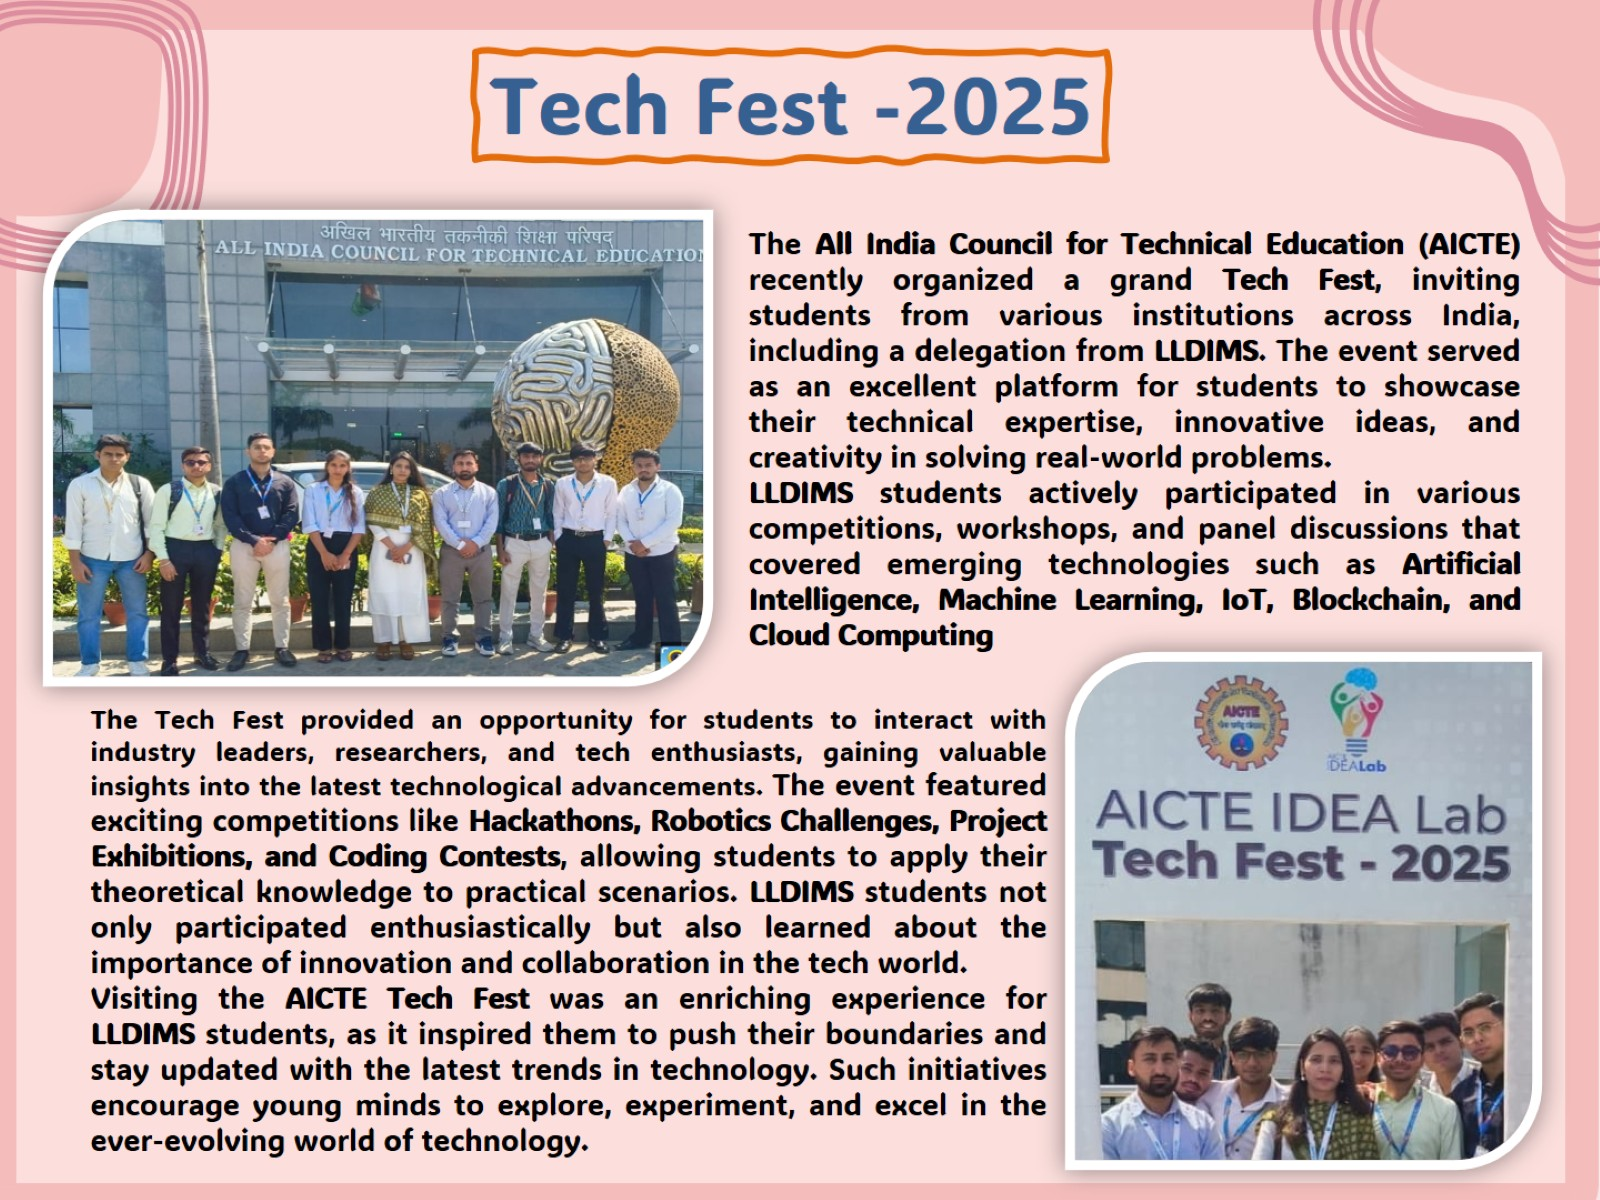 Tech Fest -2025
अखिल भारतीय तकनीकी शिक्षा परिषद्
ALL INDIA COUNCIL FOR TECHNICAL EDUCATION
The All India Council for Technical Education (AICTE)
recently organized a grand Tech Fest, inviting
students from various institutions across India,
including a delegation from LLDIMS. The event served
as an excellent platform for students to showcase
their technical expertise, innovative ideas, and
creativity in solving real-world problems.
LLDIMS students actively participated in various
competitions, workshops, and panel discussions that
covered emerging technologies such as Artificial
Intelligence, Machine Learning, IoT, Blockchain, and
Cloud Computing
The Tech Fest provided an opportunity for students to interact with
industry leaders, researchers, and tech enthusiasts, gaining valuable
insights into the latest technological advancements. The event featured
exciting competitions like Hackathons, Robotics Challenges, Project
Exhibitions, and Coding Contests, allowing students to apply their
theoretical knowledge to practical scenarios. LLDIMS students not
only participated enthusiastically but also learned about the
importance of innovation and collaboration in the tech world.
Visiting the AICTE Tech Fest was an enriching experience for
LLDIMS students, as it inspired them to push their boundaries and
stay updated with the latest trends in technology. Such initiatives
encourage young minds to explore, experiment, and excel in the
ever-evolving world of technology.
AICTE
AICTE
IDEALab
AICTE IDEA Lab
Tech Fest - 2025